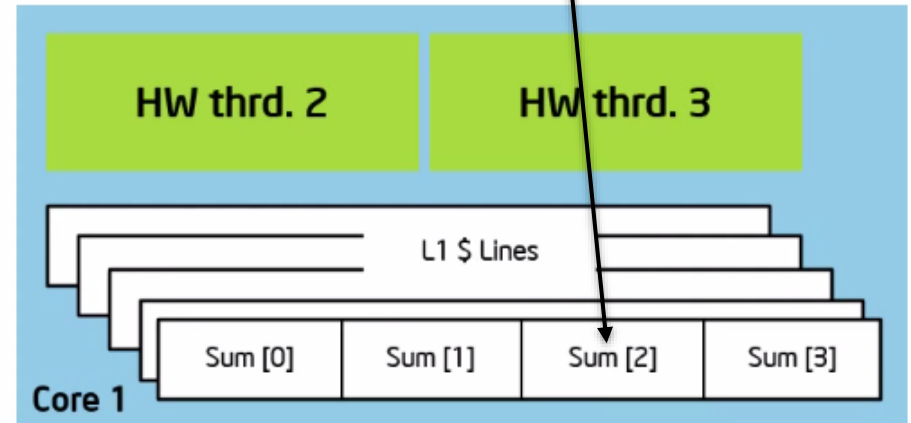 HW thrd. 2
HW thrd. 3
L1 $ Lines
Sum [0]
Sum [1]
Sum [2]
Sum [3]
Core 1